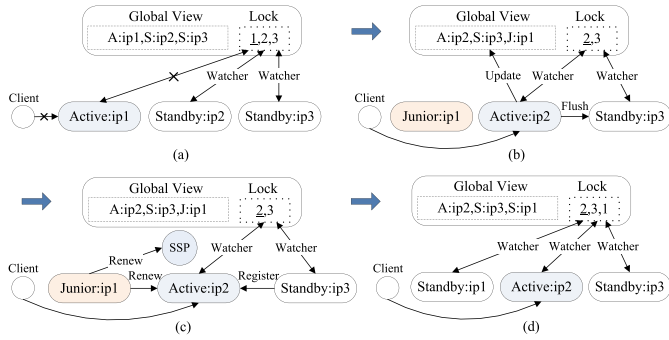 Global View Lock
A:ip1,S:ip2,S:ip3 1,2,3
Watcher Watcher
Client
Active:ip1 Standby:ip2 Standby:ip3
(a)
Global View Lock
A:ip2,S:ip3,J:ip1 2,3
Update Watcher Watcher
Client
Flush
Junior:ip1 Active:ip2 Standby:ip3
(b)
Global View Lock
A:ip2,S:ip3,J:ip1 2,3
SSP
Renew Watcher Watcher
Client
Renew Register
Junior:ip1 Active:ip2 Standby:ip3
(c)
Global View Lock
A:ip2,S:ip3,S:ip1 2,3,1
Watcher Watcher Watcher
Client
Standby:ip1 Active:ip2 Standby:ip3
(d)